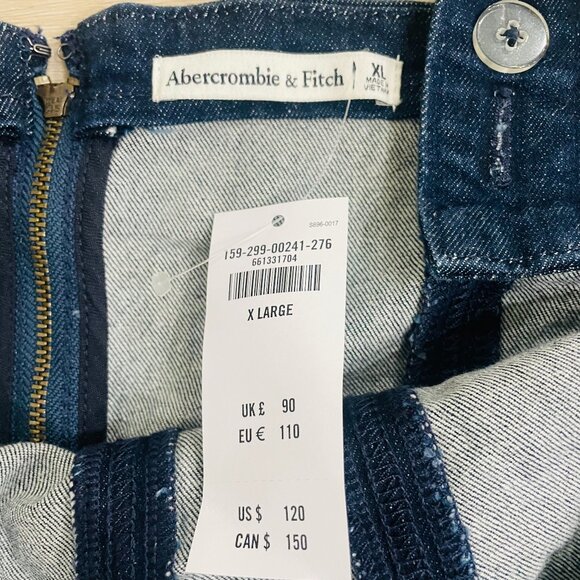 Abercrombie & Fitch
XL
MADE IN
VIETNAM
S696-0017
159-299-00241-276
661331704
X LARGE
UK £ 90
EU € 110
US $ 120
CAN $ 150